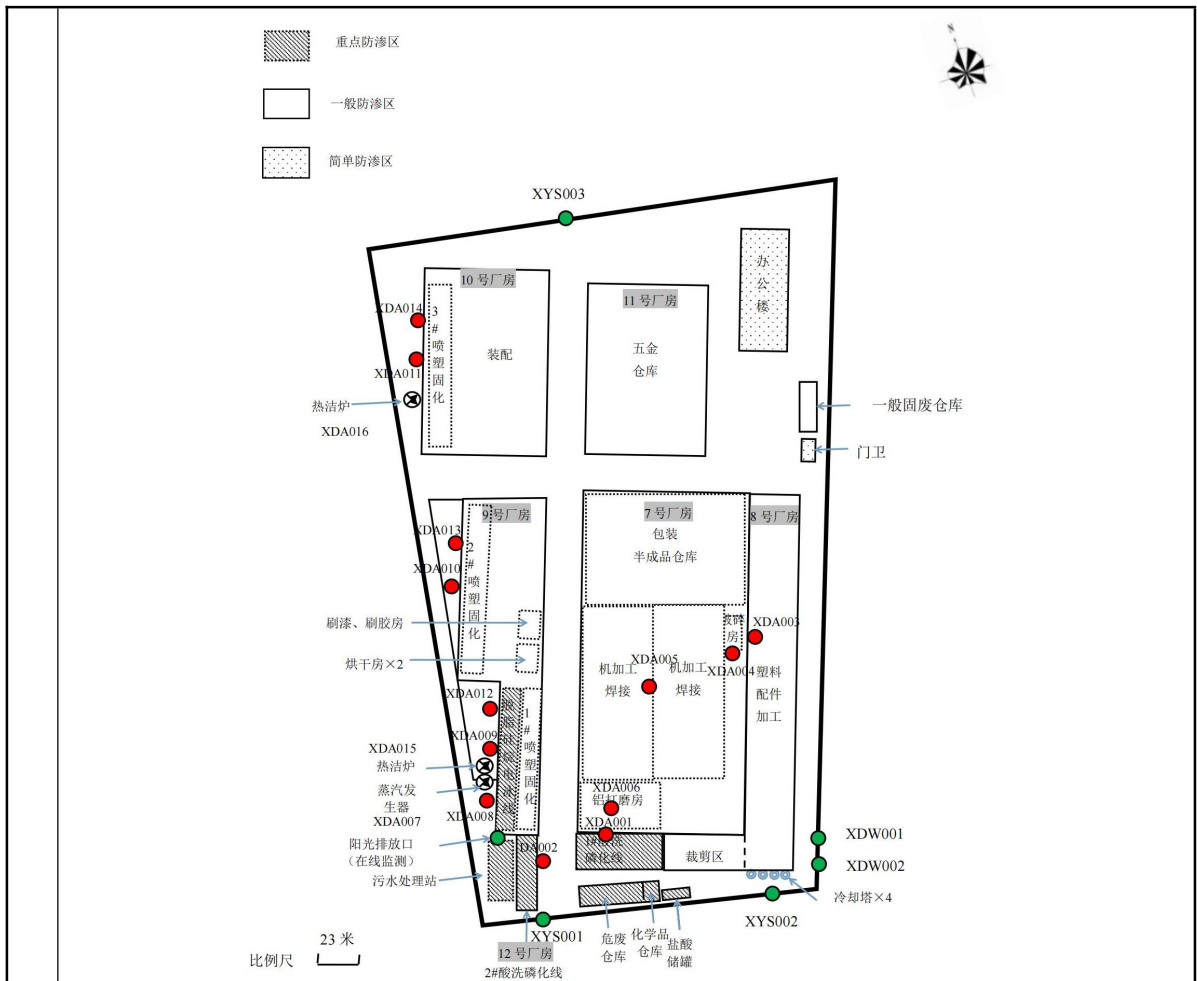 重点防渗区
N
一般防渗区
简单防渗区
XYS003
办
公
楼
10 号厂房
11 号厂房
XDA014
3
#
喷
塑
固
化
装配
五金
仓库
XDA011
热洁炉
XDA016
一般固废仓库
门卫
9号厂房
7 号厂房
8 号厂房
包装
半成品仓库
XDA013
2
#
喷
塑
固
化
XDA010
刷漆、刷胶房
房
XDA003
烘干房×2
XDA005
XDA004
机加工
焊接
机加工
焊接
塑料
配件
加工
XDA012
1
#
喷
塑
固
化
XDA009
XDA015
热洁炉
蒸汽发
生器
XDA008
XDA007
XDA006
铝打磨房
XDA001
1#酸洗
磷化线
裁剪区
XDW001
XDW002
阳光排放口
（在线监测）
DA002
污水处理站
冷却塔×4
XYS001
XYS002
危废
仓库
化学品
仓库
盐酸
储罐
12 号厂房
2#酸洗磷化线
比例尺
23 米